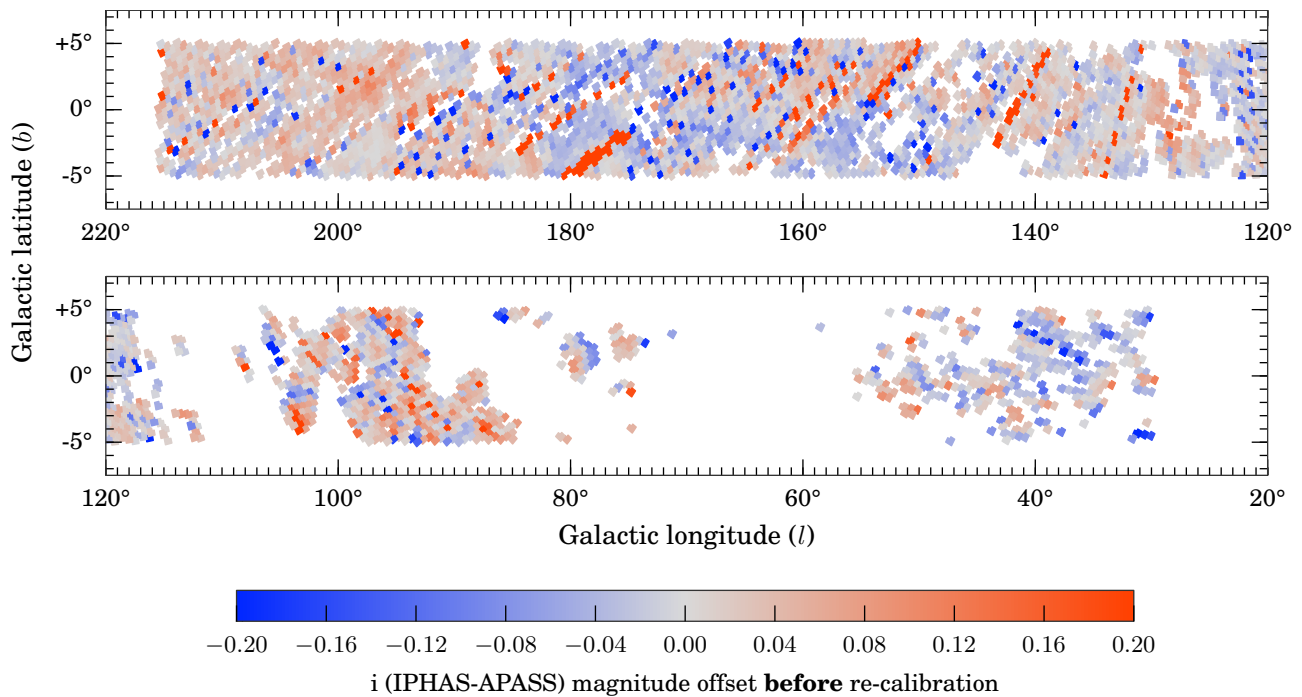 +5°
0°
-5°
220° 200° 180° 160° 140° 120°
Galactic latitude (b)
+5°
0°
-5°
120° 100° 80° 60° 40° 20°
Galactic longitude (l)
−0.20 −0.16 −0.12 −0.08 −0.04 0.00 0.04 0.08 0.12 0.16 0.20
i (IPHAS-APASS) magnitude offset before re-calibration